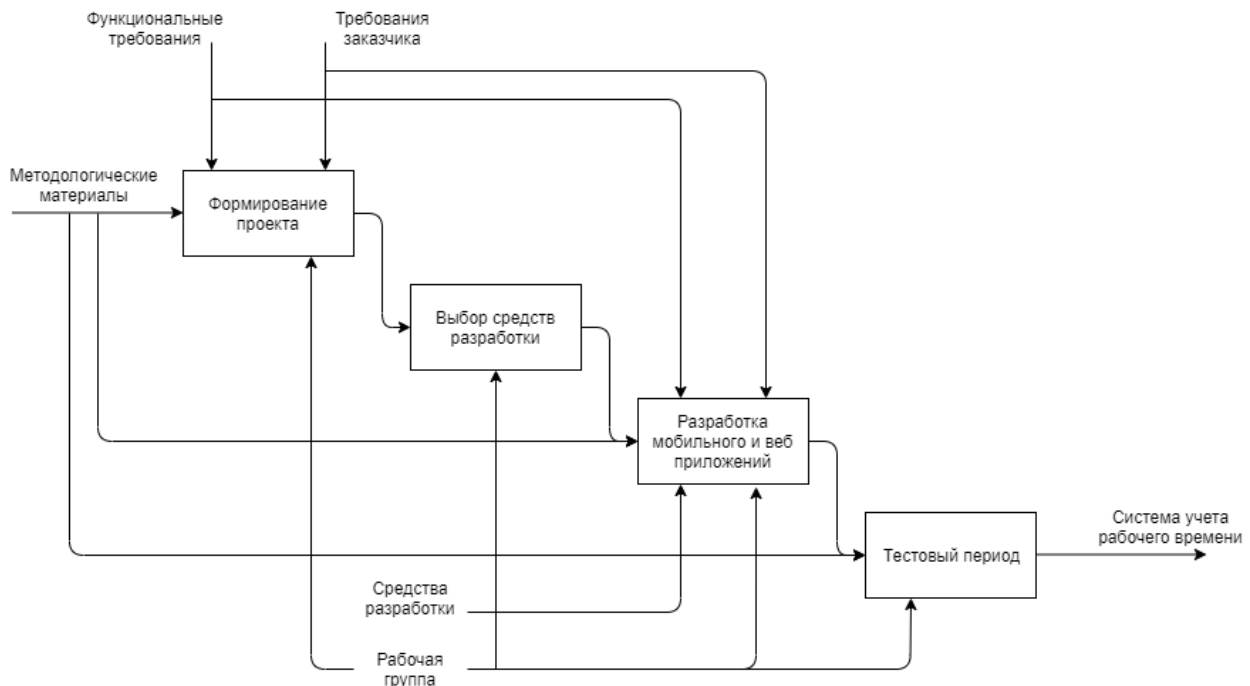 Функциональные
требования
Требования
заказчика
Методологические
материалы
Формирование
проекта
Выбор средств
разработки
Разработка
мобильного и веб
приложений
Система учета
рабочего времени
Тестовый период
Средства
разработки
Рабочая
группа